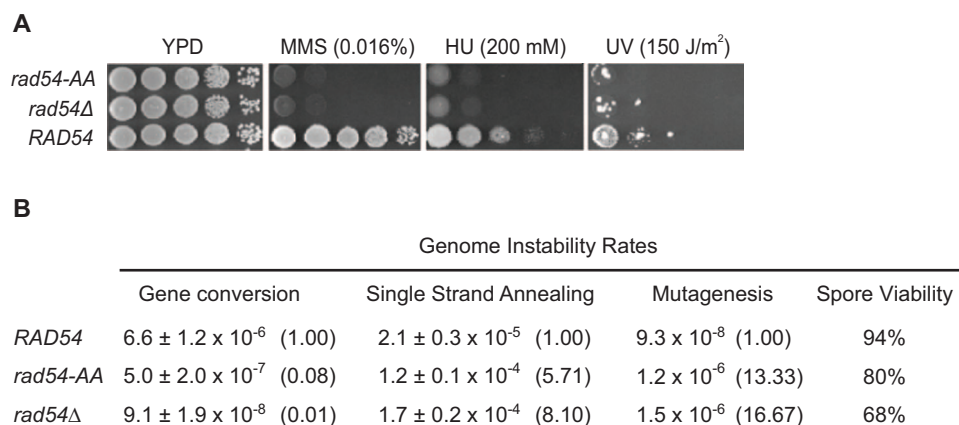 A
YPD MMS (0.016%) HU (200 mM) UV (150 J/m²)
rad54-AA
rad54Δ
RAD54
B
Genome Instability Rates
Gene conversion Single Strand Annealing Mutagenesis Spore Viability
RAD54 6.6 ± 1.2 x 10⁻⁶ (1.00) 2.1 ± 0.3 x 10⁻⁵ (1.00) 9.3 x 10⁻⁸ (1.00) 94%
rad54-AA 5.0 ± 2.0 x 10⁻⁷ (0.08) 1.2 ± 0.1 x 10⁻⁴ (5.71) 1.2 x 10⁻⁶ (13.33) 80%
rad54Δ 9.1 ± 1.9 x 10⁻⁸ (0.01) 1.7 ± 0.2 x 10⁻⁴ (8.10) 1.5 x 10⁻⁶ (16.67) 68%